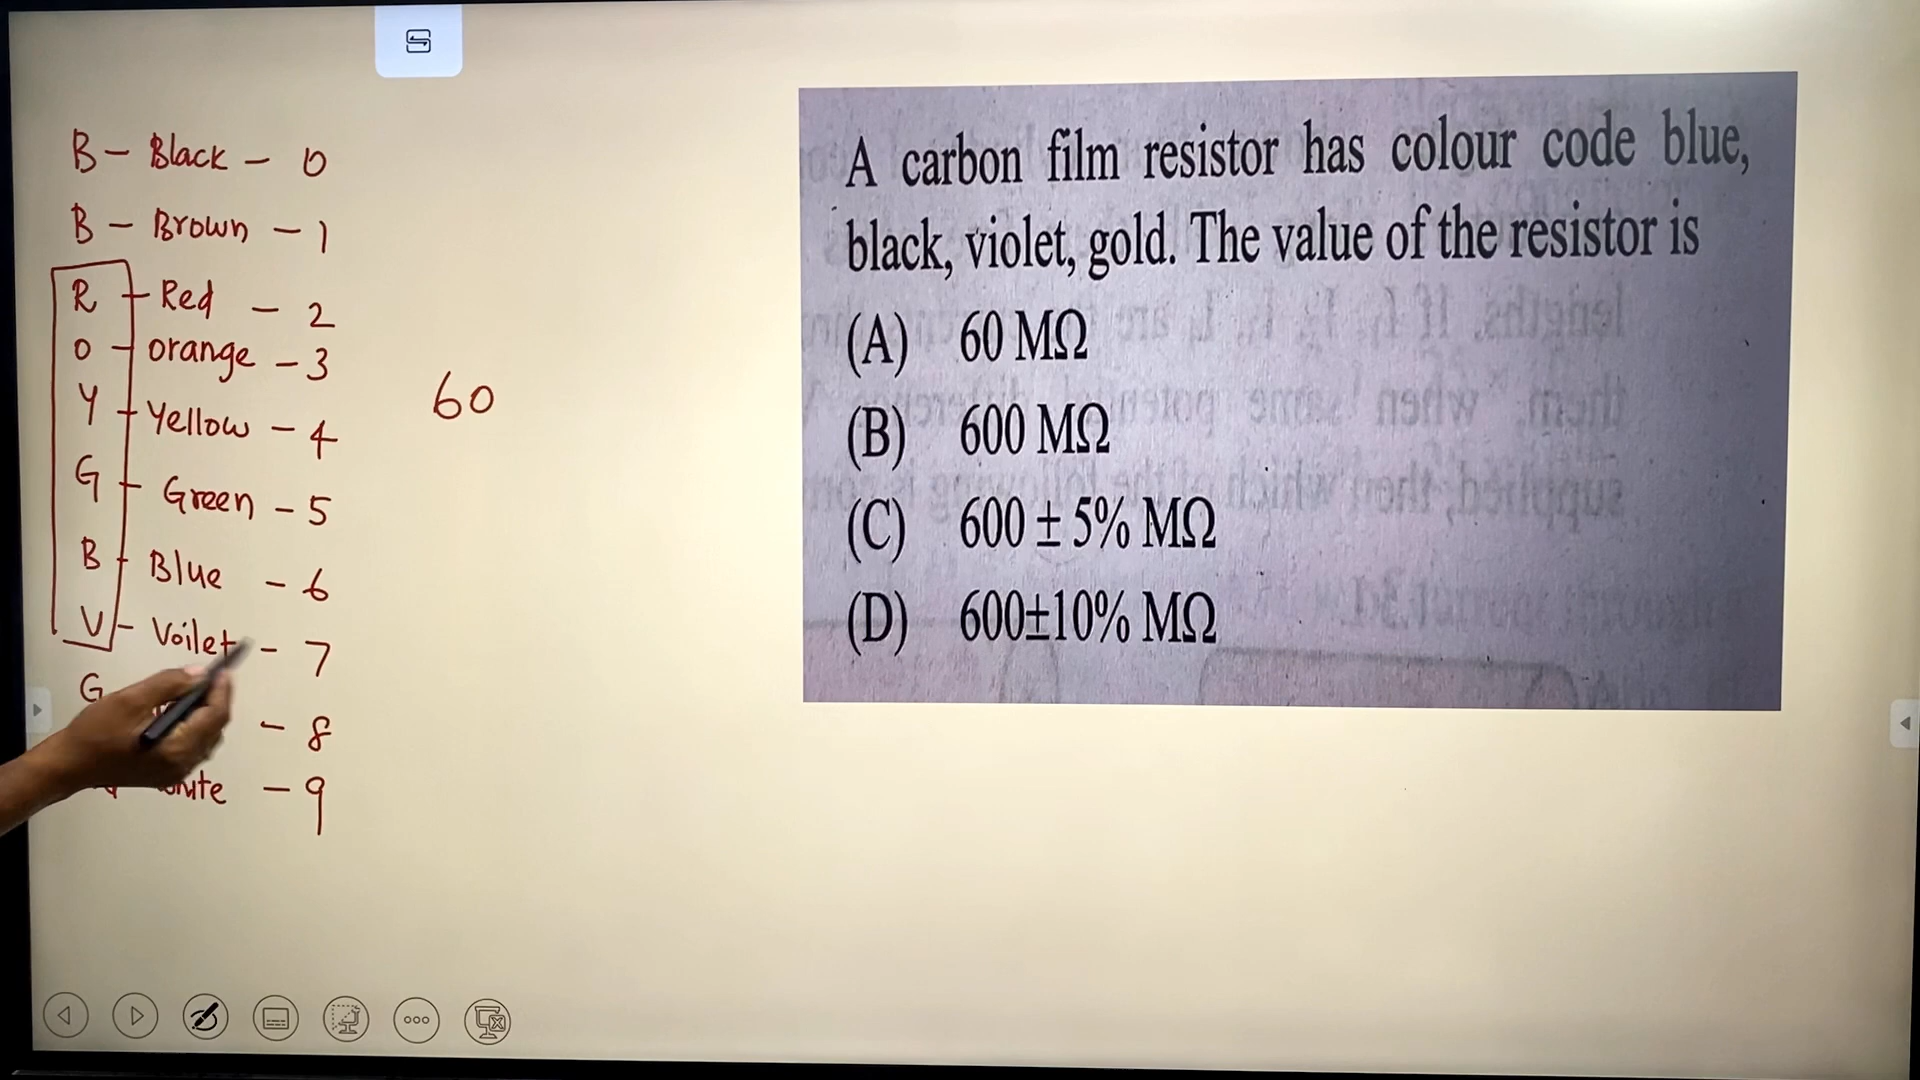 B - Black - 0
B - Brown - 1
R - Red - 2
O - orange - 3
Y - Yellow - 4
G - Green - 5
B - Blue - 6
V - Voilet - 7
G - 8
- 9
60
A carbon film resistor has colour code blue,
black, violet, gold. The value of the resistor is
(A) 60 MΩ
(B) 600 MΩ
(C) 600 ± 5% MΩ
(D) 600±10% MΩ